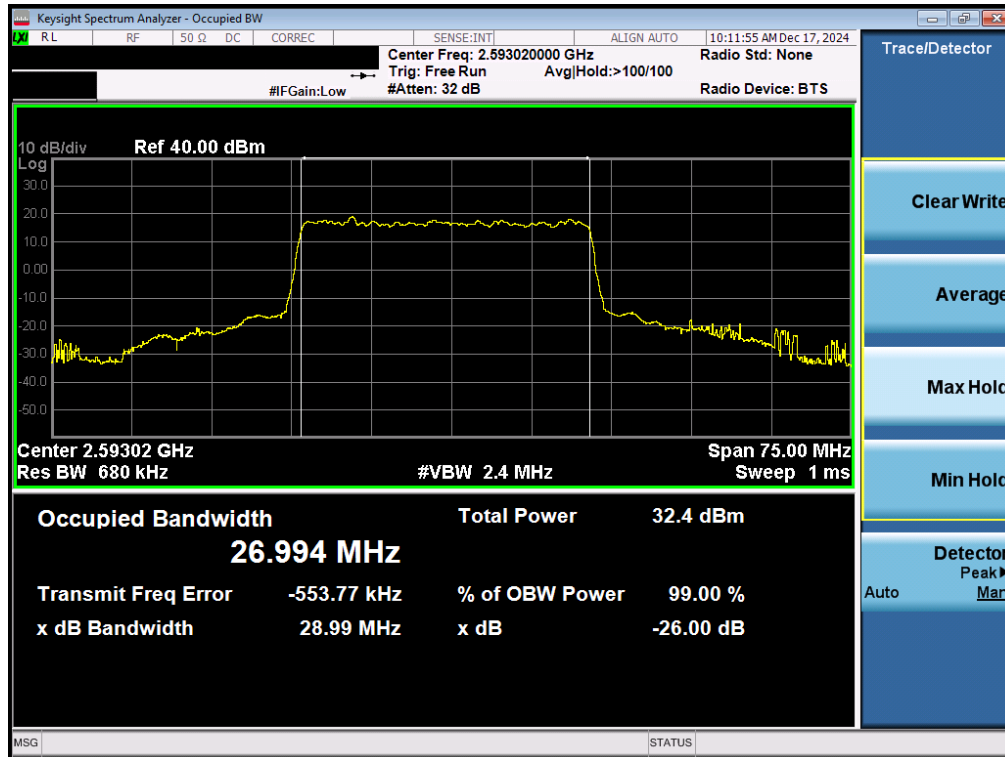 Keysight Spectrum Analyzer - Occupied BW
LXI RL RF 50 Ω DC CORREC SENSE:INT ALIGN AUTO 10:11:55 AM Dec 17, 2024
Center Freq: 2.593020000 GHz Radio Std: None
Trig: Free Run Avg|Hold:>100/100
#IFGain:Low #Atten: 32 dB Radio Device: BTS
Trace/Detector
10 dB/div Ref 40.00 dBm
Log
30.0
20.0
10.0
0.00
-10.0
-20.0
-30.0
-40.0
-50.0
Center 2.59302 GHz Span 75.00 MHz
Res BW 680 kHz #VBW 2.4 MHz Sweep 1 ms
Occupied Bandwidth Total Power 32.4 dBm
26.994 MHz
Transmit Freq Error -553.77 kHz % of OBW Power 99.00 %
x dB Bandwidth 28.99 MHz x dB -26.00 dB
Clear Write
Average
Max Hold
Min Hold
Detector
Peak
Auto Man
MSG STATUS